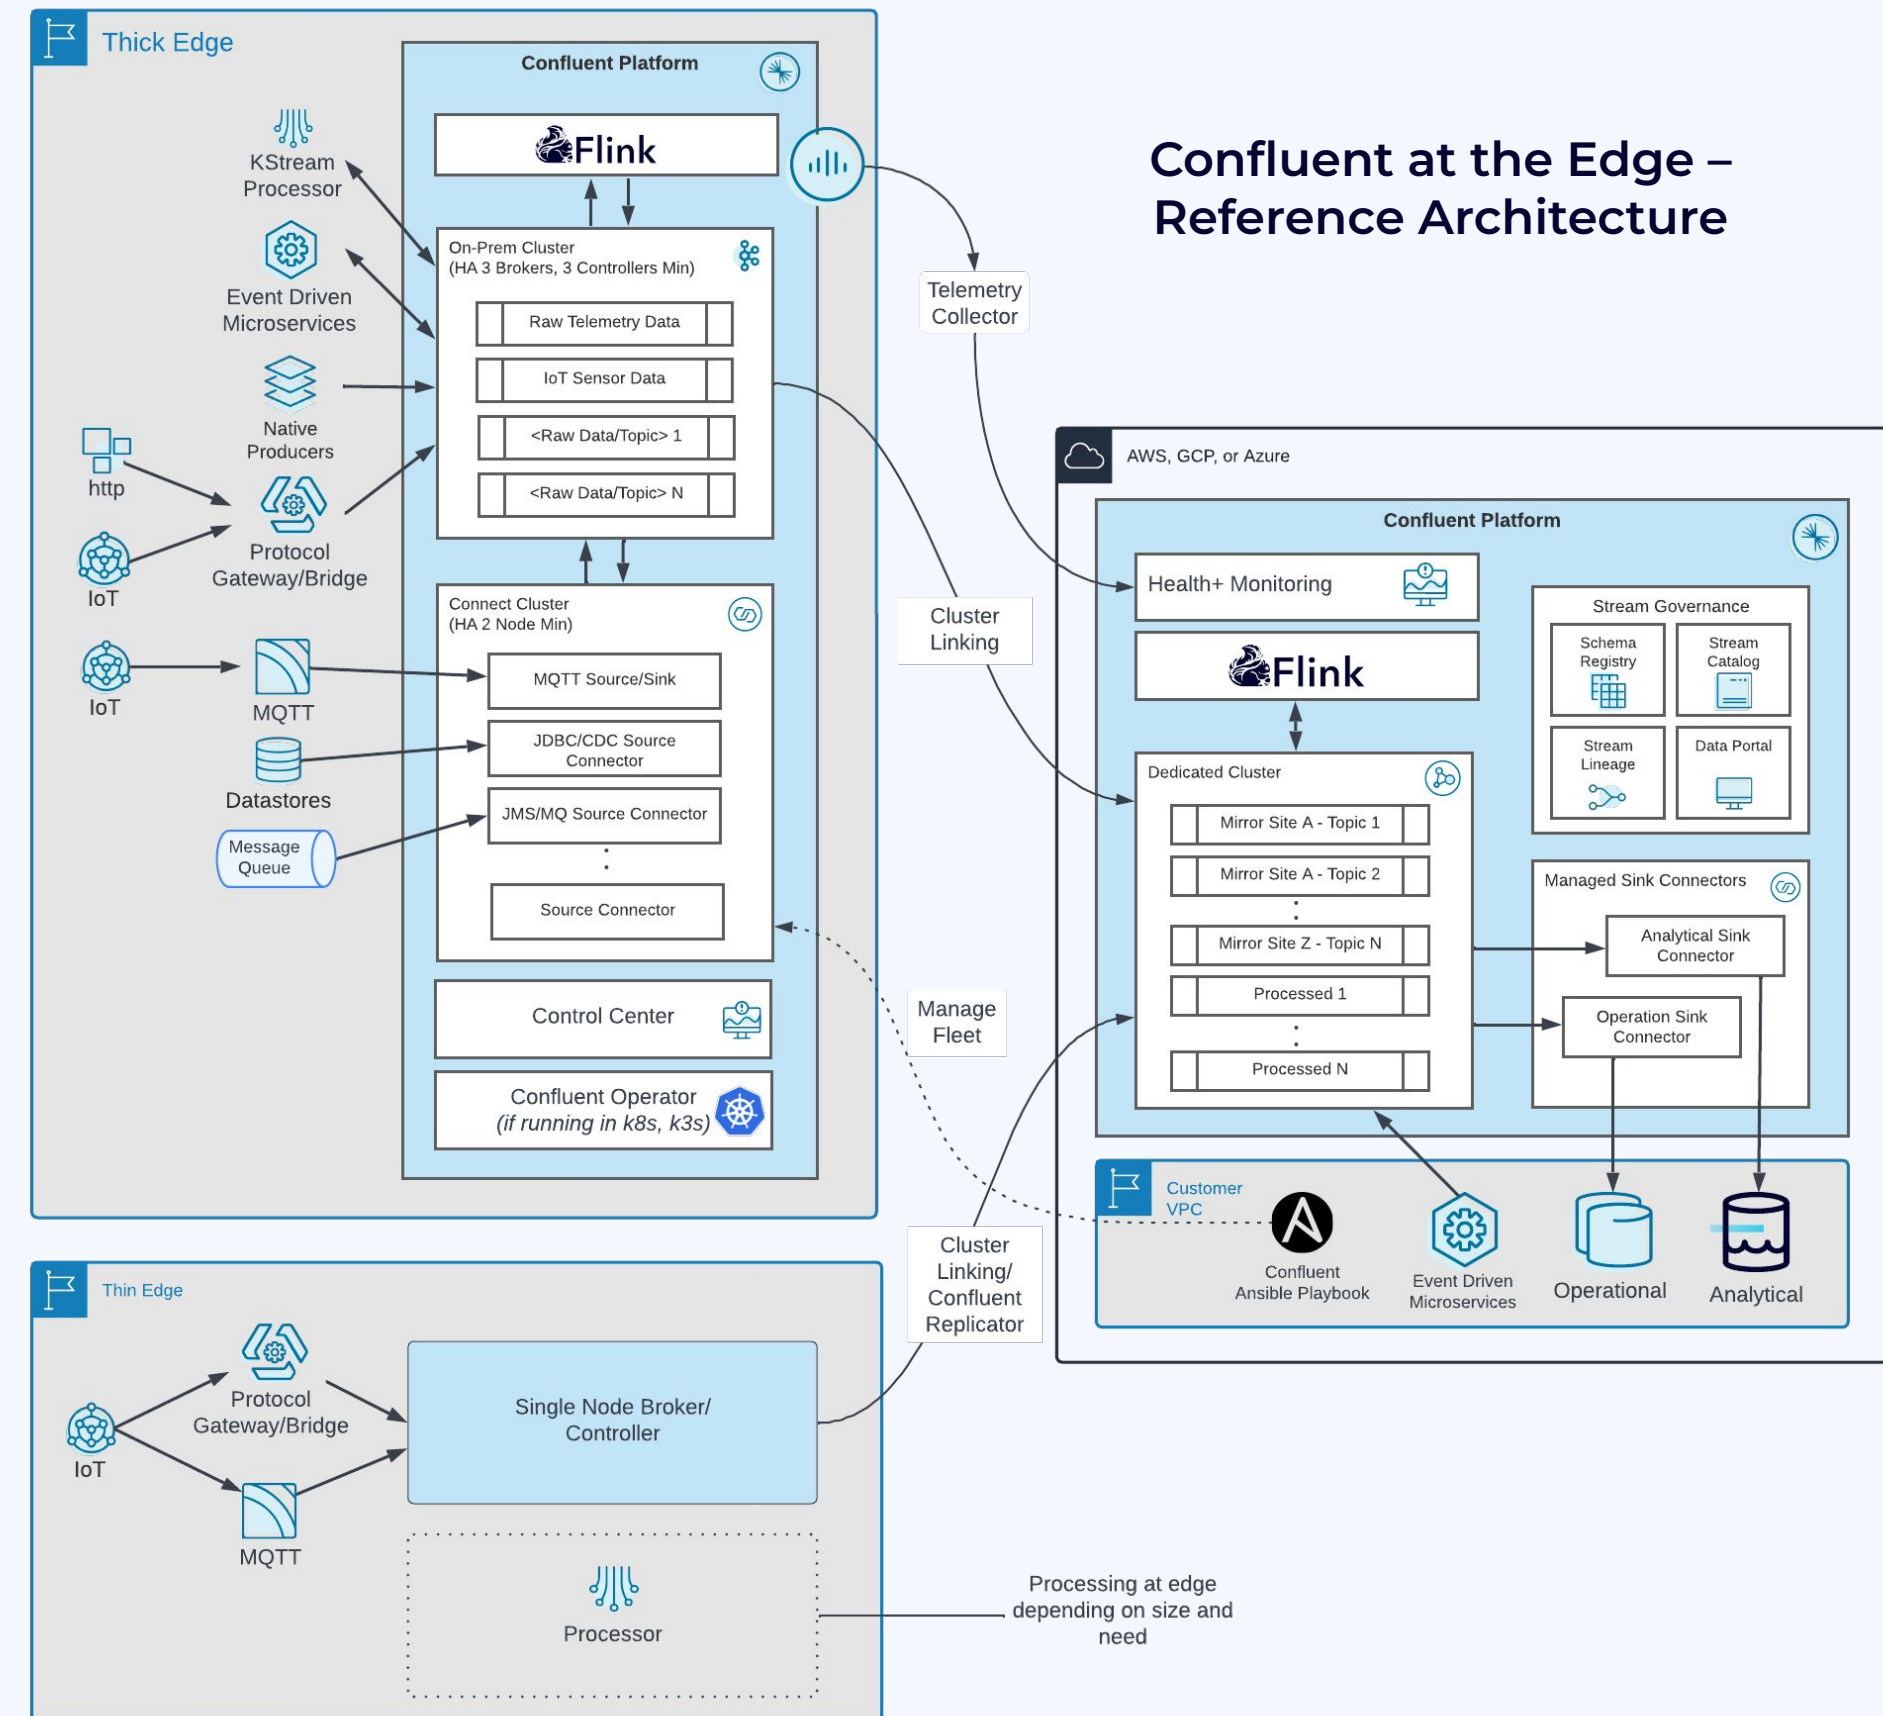 Thick Edge
Confluent Platform
Flink
KStream
Processor
Event Driven
Microservices
Native
Producers
http
IoT
Protocol
Gateway/Bridge
IoT
MQTT
Datastores
Message
Queue
On-Prem Cluster
(HA 3 Brokers, 3 Controllers Min)
Raw Telemetry Data
IoT Sensor Data
<Raw Data/Topic> 1
<Raw Data/Topic> N
Connect Cluster
(HA 2 Node Min)
MQTT Source/Sink
JDBC/CDC Source
Connector
JMS/MQ Source Connector
Source Connector
Control Center
Confluent Operator
(if running in k8s, k3s)
Confluent at the Edge –
Reference Architecture
Telemetry
Collector
Cluster
Linking
Manage
Fleet
Cluster
Linking/
Confluent
Replicator
AWS, GCP, or Azure
Confluent Platform
Health+ Monitoring
Flink
Dedicated Cluster
Mirror Site A - Topic 1
Mirror Site A - Topic 2
Mirror Site Z - Topic N
Processed 1
Processed N
Stream Governance
Schema
Registry
Stream
Catalog
Stream
Lineage
Data Portal
Managed Sink Connectors
Analytical Sink
Connector
Operation Sink
Connector
Customer
VPC
Confluent
Ansible Playbook
Event Driven
Microservices
Operational
Analytical
Thin Edge
Protocol
Gateway/Bridge
IoT
MQTT
Single Node Broker/
Controller
Processor
Processing at edge
depending on size and
need